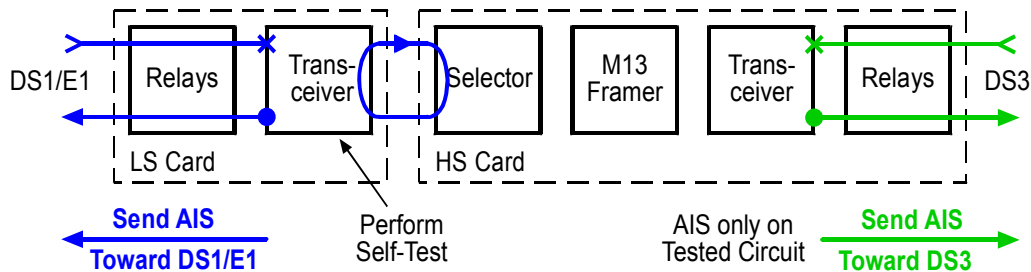 DS1/E1
Relays
Trans-
ceiver
Selector
M13
Framer
Trans-
ceiver
Relays
DS3
LS Card
HS Card
Send AIS
Toward DS1/E1
Perform
Self-Test
AIS only on
Tested Circuit
Send AIS
Toward DS3